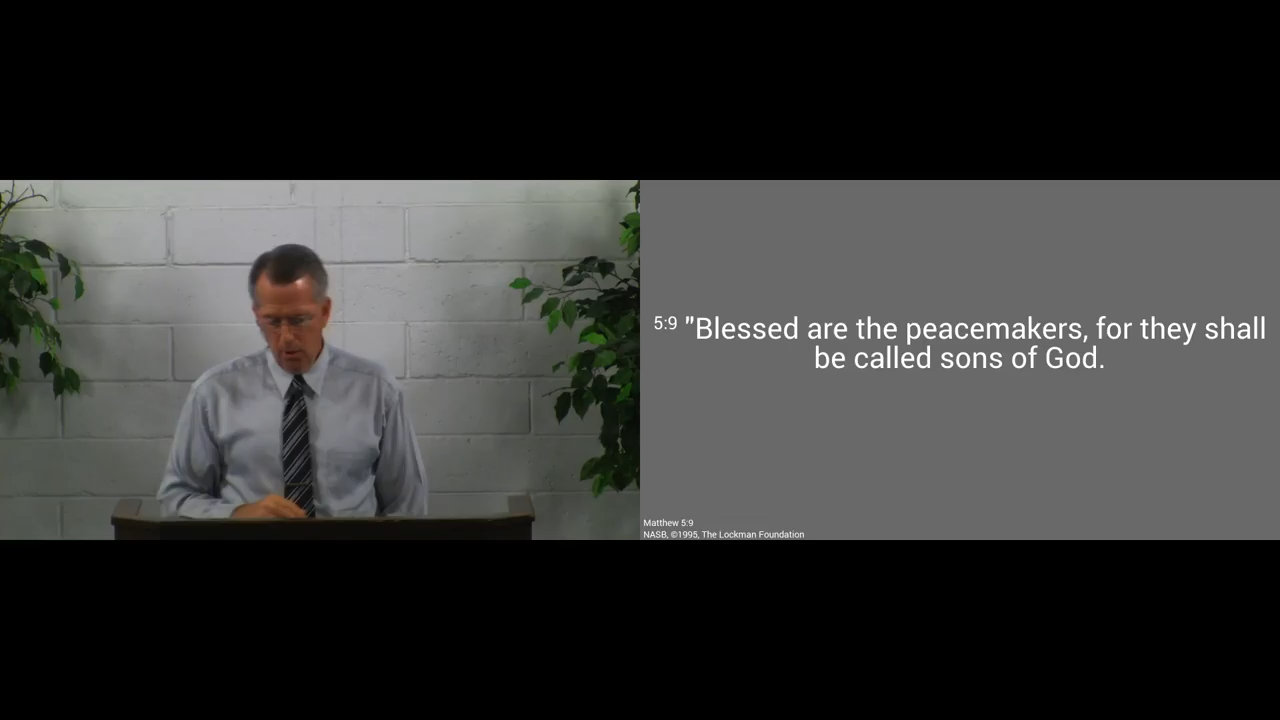 5:9 "Blessed are the peacemakers, for they shall
be called sons of God.
Matthew 5:9
NASB, ©1995, The Lockman Foundation